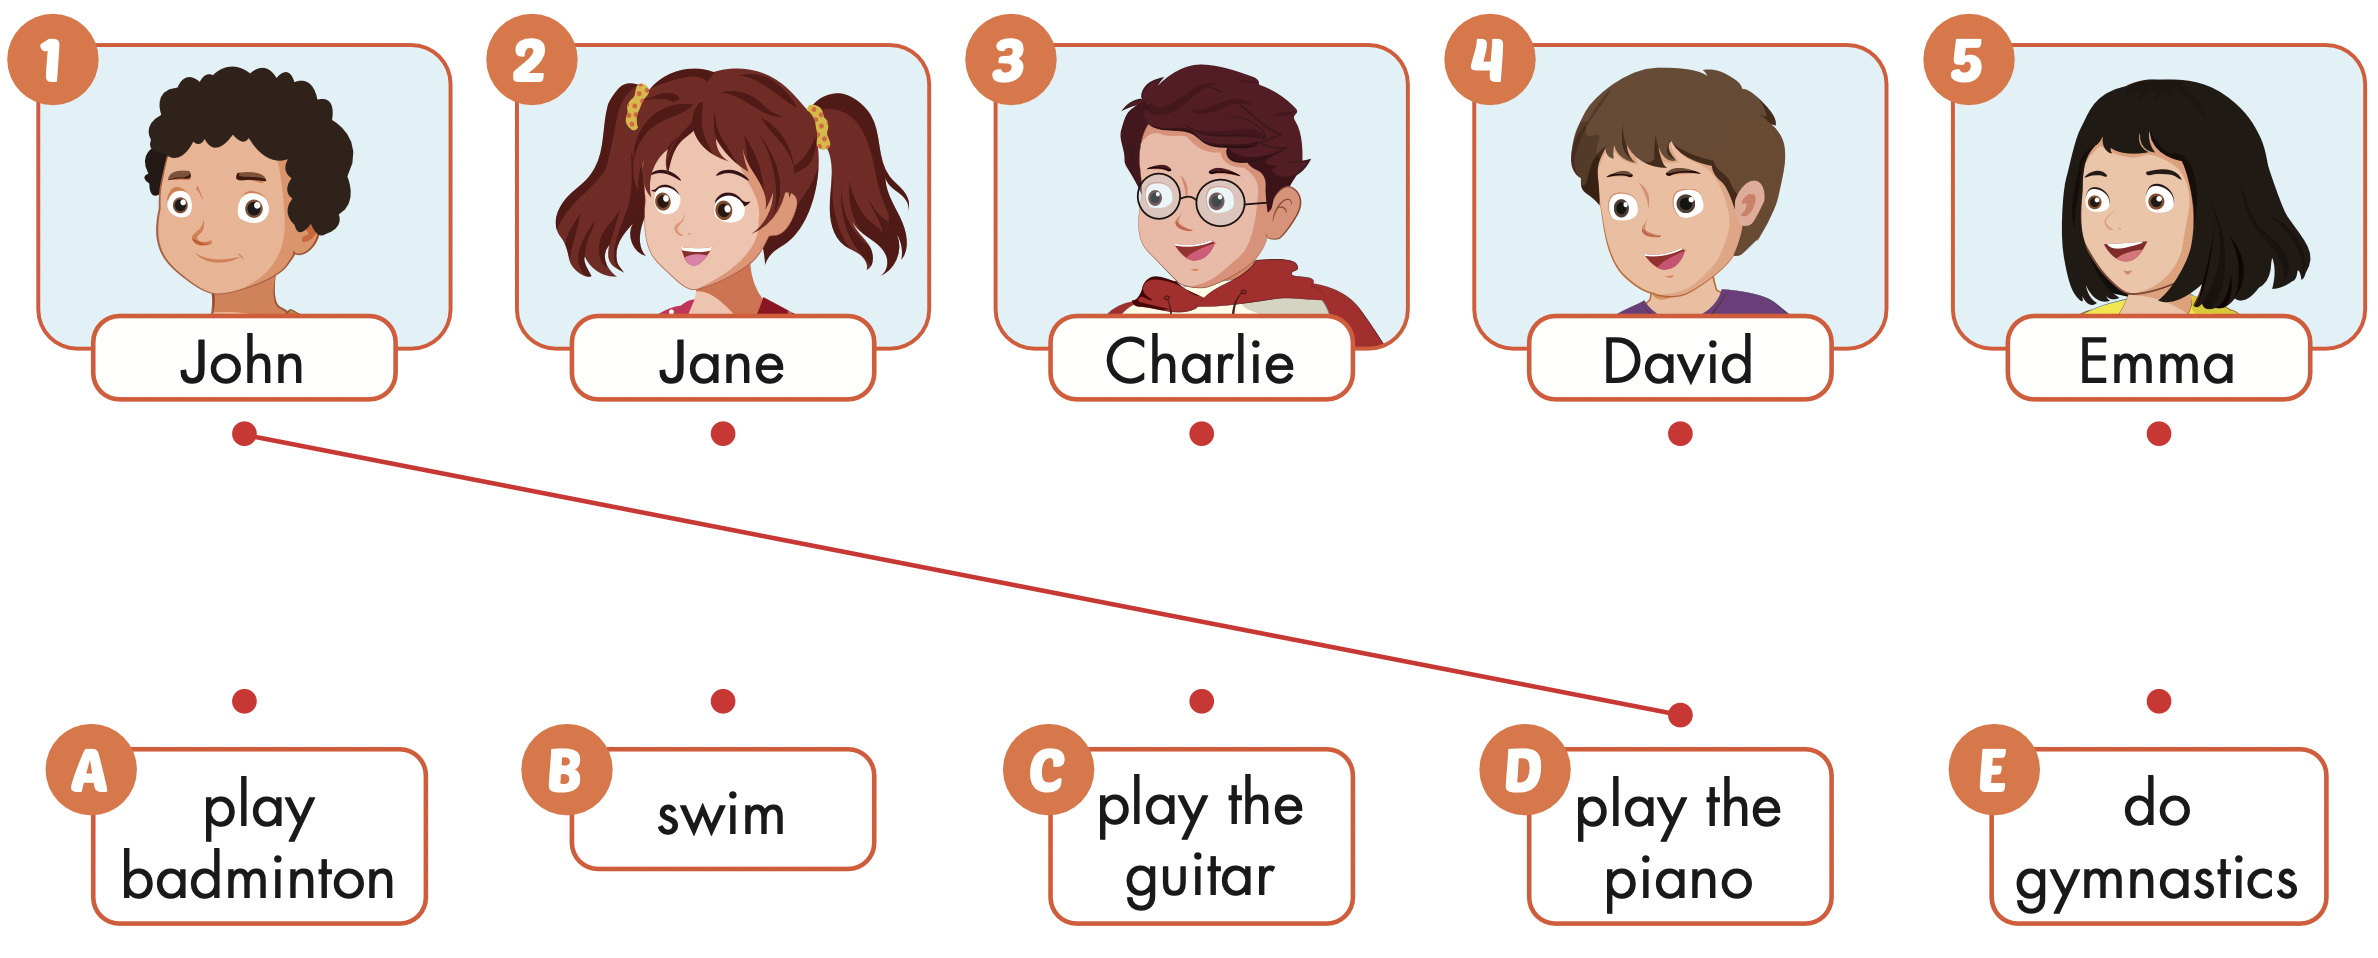 1
John
2
Jane
3
Charlie
4
David
5
Emma
A
play
badminton
B
swim
C
play the
guitar
D
play the
piano
E
do
gymnastics